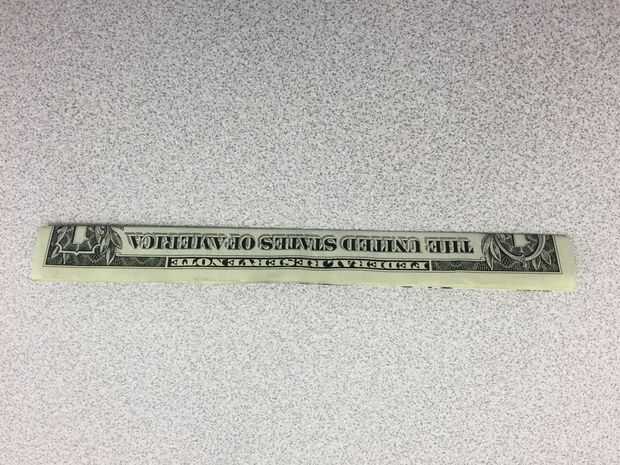 FEDERAL RESERVE NOTE
THE UNITED STATES OF AMERICA